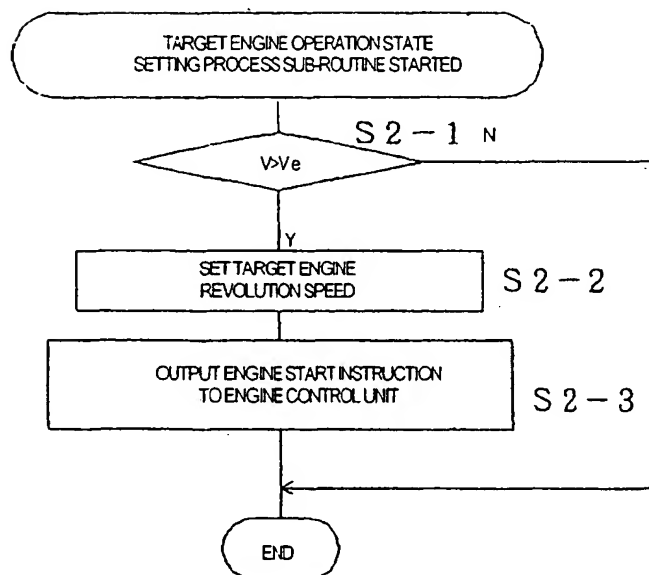 TARGET ENGINE OPERATION STATE
SETTING PROCESS SUB-ROUTINE STARTED
S2-1 N
V>Ve
Y
SET TARGET ENGINE
REVOLUTION SPEED
S2-2
OUTPUT ENGINE START INSTRUCTION
TO ENGINE CONTROL UNIT
S2-3
END